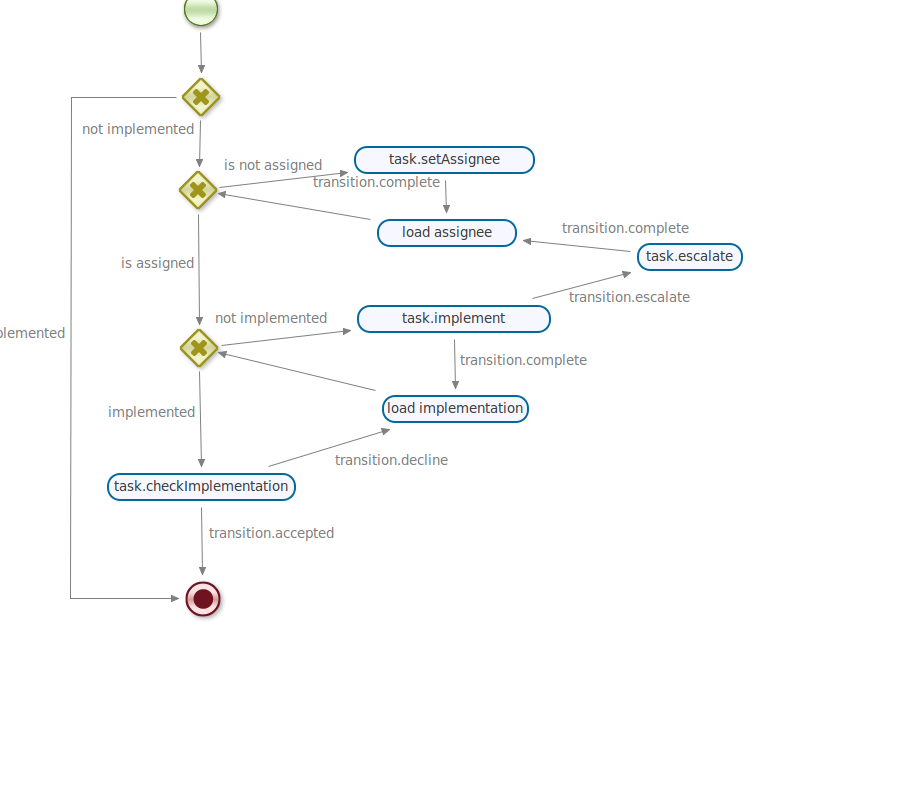 not implemented
is not assigned
task.setAssignee
transition.complete
load assignee
transition.complete
task.escalate
is assigned
transition.escalate
not implemented
task.implement
plemented
transition.complete
load implementation
implemented
transition.decline
task.checkImplementation
transition.accepted